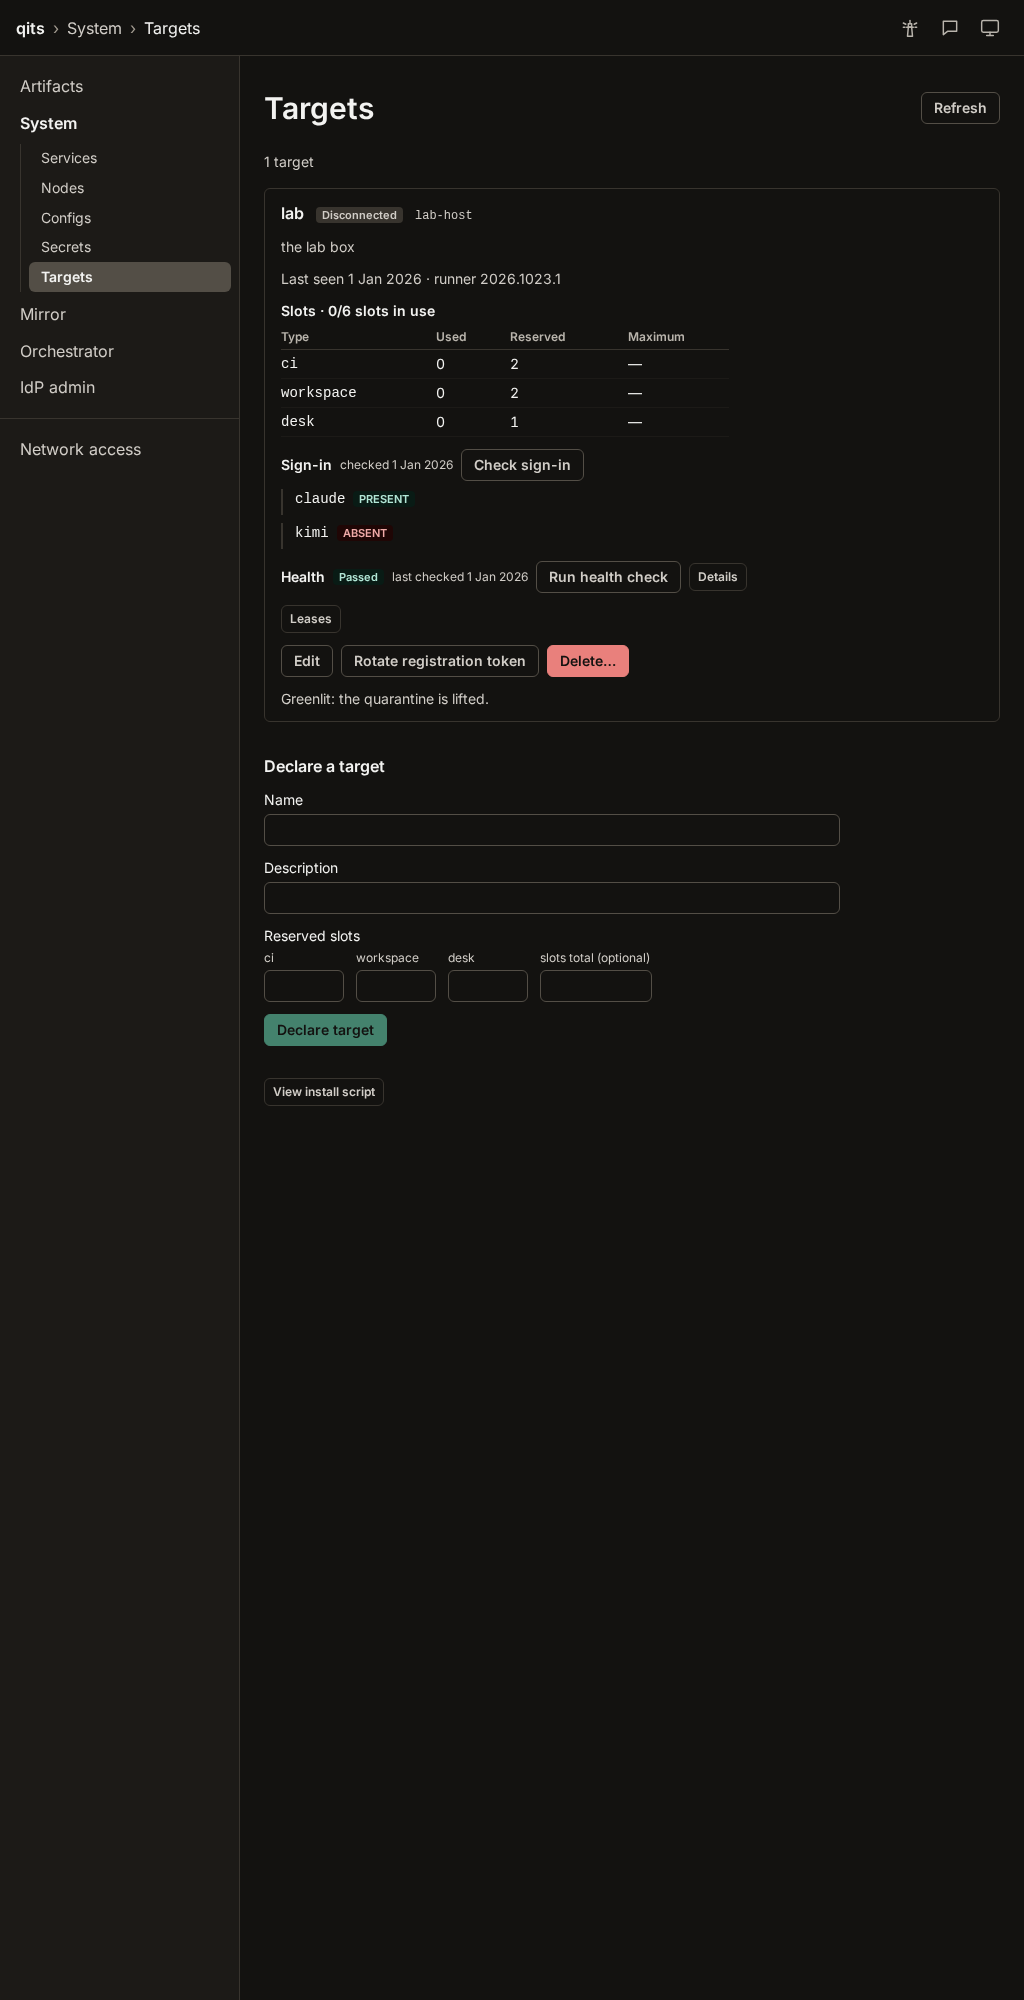 qits › System › Targets
Artifacts
System
Services
Nodes
Configs
Secrets
Targets
Mirror
Orchestrator
IdP admin
Network access
Targets
Refresh
1 target
lab Disconnected lab-host
the lab box
Last seen 1 Jan 2026 · runner 2026.1023.1
Slots · 0/6 slots in use
Type Used Reserved Maximum
ci 0 2 —
workspace 0 2 —
desk 0 1 —
Sign-in checked 1 Jan 2026 Check sign-in
claude PRESENT
kimi ABSENT
Health Passed last checked 1 Jan 2026 Run health check Details
Leases
Edit Rotate registration token Delete...
Greenlit: the quarantine is lifted.
Declare a target
Name
Description
Reserved slots
ci workspace desk slots total (optional)
Declare target
View install script